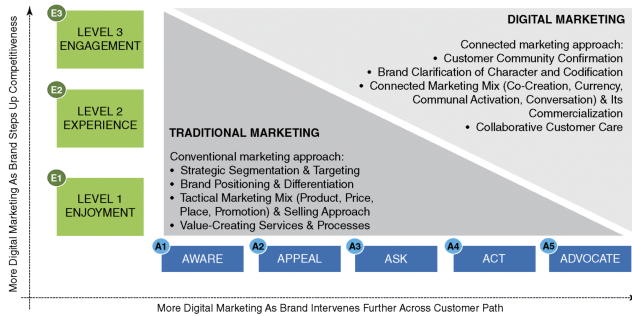 More Digital Marketing As Brand Steps Up Competitiveness
E3
LEVEL 3
ENGAGEMENT
E2
LEVEL 2
EXPERIENCE
E1
LEVEL 1
ENJOYMENT
DIGITAL MARKETING
Connected marketing approach:
• Customer Community Confirmation
• Brand Clarification of Character and Codification
• Connected Marketing Mix (Co-Creation, Currency,
Communal Activation, Conversation) & Its
Commercialization
• Collaborative Customer Care
TRADITIONAL MARKETING
Conventional marketing approach:
• Strategic Segmentation & Targeting
• Brand Positioning & Differentiation
• Tactical Marketing Mix (Product, Price,
Place, Promotion) & Selling Approach
• Value-Creating Services & Processes
A1
AWARE
A2
APPEAL
A3
ASK
A4
ACT
A5
ADVOCATE
More Digital Marketing As Brand Intervenes Further Across Customer Path